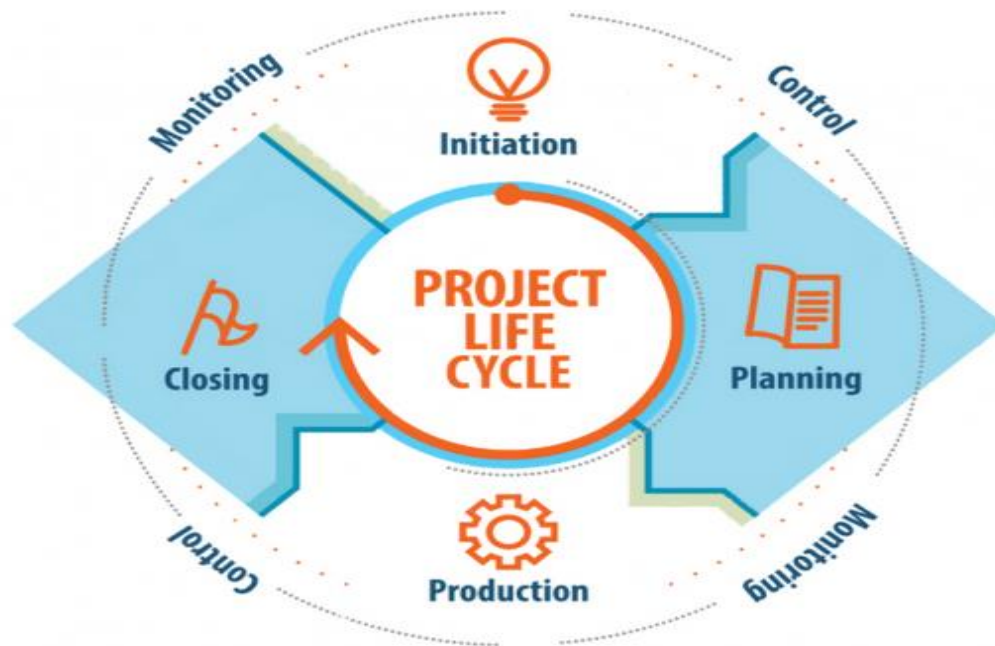 Monitoring
Control
Initiation
PROJECT
LIFE
CYCLE
Closing
Planning
Control
Production
Monitoring